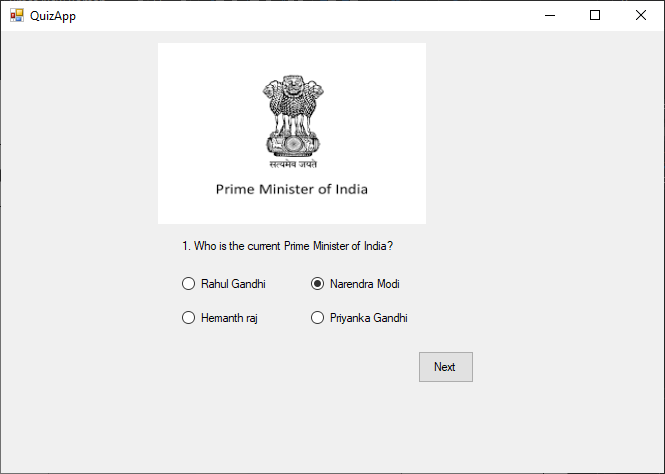 QuizApp
सत्यमेव जयते
Prime Minister of India
1. Who is the current Prime Minister of India?
Rahul Gandhi Narendra Modi
Hemanth raj Priyanka Gandhi
Next